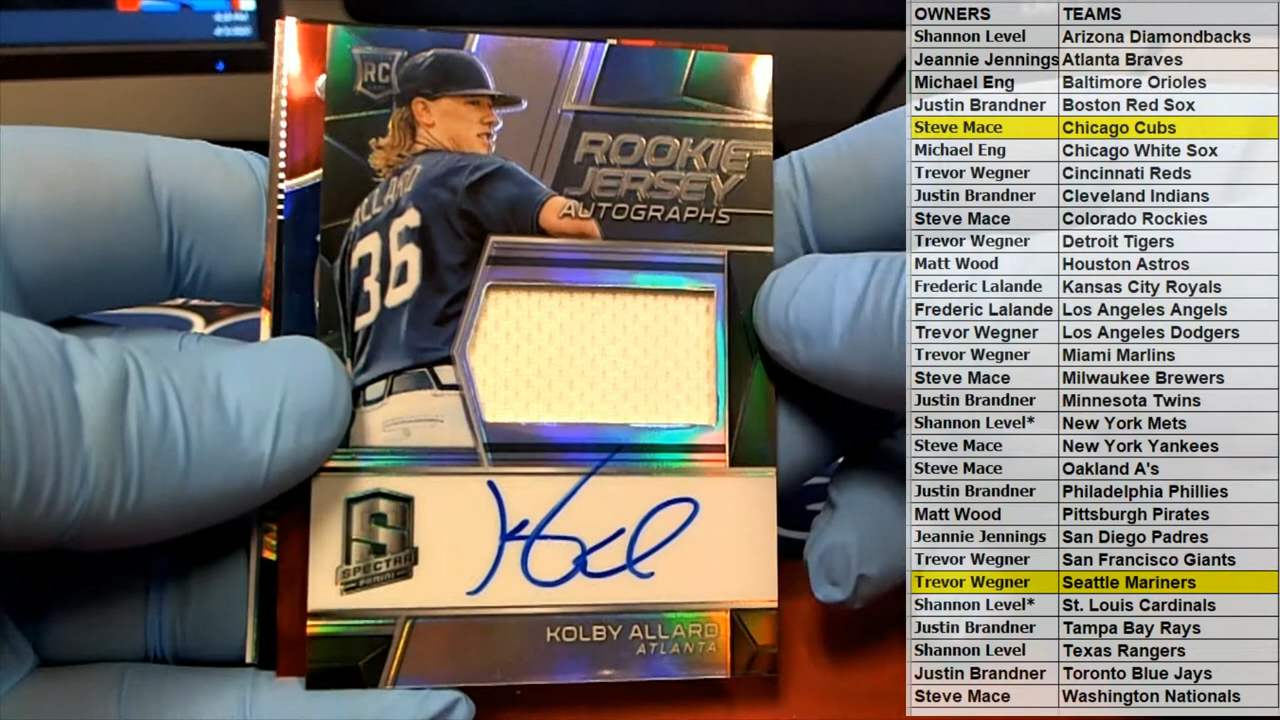 RC
ROOKIE
JERSEY
AUTOGRAPHS
ALLARD
36
SPECTRA
PANINI
KOLBY ALLARD
ATLANTA
OWNERS TEAMS
Shannon Level Arizona Diamondbacks
Jeannie Jennings Atlanta Braves
Michael Eng Baltimore Orioles
Justin Brandner Boston Red Sox
Steve Mace Chicago Cubs
Michael Eng Chicago White Sox
Trevor Wegner Cincinnati Reds
Justin Brandner Cleveland Indians
Steve Mace Colorado Rockies
Trevor Wegner Detroit Tigers
Matt Wood Houston Astros
Frederic Lalande Kansas City Royals
Frederic Lalande Los Angeles Angels
Trevor Wegner Los Angeles Dodgers
Trevor Wegner Miami Marlins
Steve Mace Milwaukee Brewers
Justin Brandner Minnesota Twins
Shannon Level* New York Mets
Steve Mace New York Yankees
Steve Mace Oakland A's
Justin Brandner Philadelphia Phillies
Matt Wood Pittsburgh Pirates
Jeannie Jennings San Diego Padres
Trevor Wegner San Francisco Giants
Trevor Wegner Seattle Mariners
Shannon Level* St. Louis Cardinals
Justin Brandner Tampa Bay Rays
Shannon Level Texas Rangers
Justin Brandner Toronto Blue Jays
Steve Mace Washington Nationals